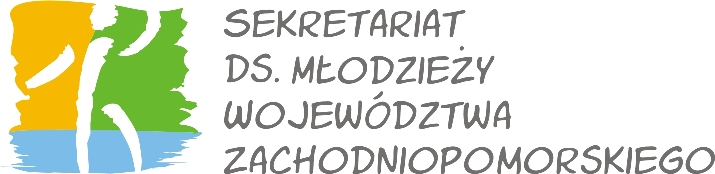 SEKRETARIAT
DS. MŁODZIEŻY
WOJEWÓDZTWA
ZACHODNIOPOMORSKIEGO